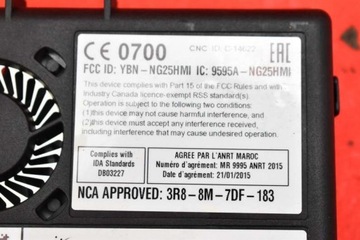 CE 0700 CNC ID: EAC
FCC ID: YBN - NG25HMI IC: 9595A - NG25HMI
This device complies with Part 15 of the FCC Rules and with
Industry Canada licence-exempt RSS standard(s).
Operation is subject to the following two conditions:
(1)this device may not cause harmful interference, and
(2)this device must accept any interference received,
including interference that may cause undesired
operation.
Complies with
IDA Standards
DB03227
AGREE PAR L'ANRT MAROC
Numéro d'agrément: MR 9995 ANRT 2015
Date d'agrément: 21/01/2015
NCA APPROVED: 3R8 - 8M - 7DF - 183